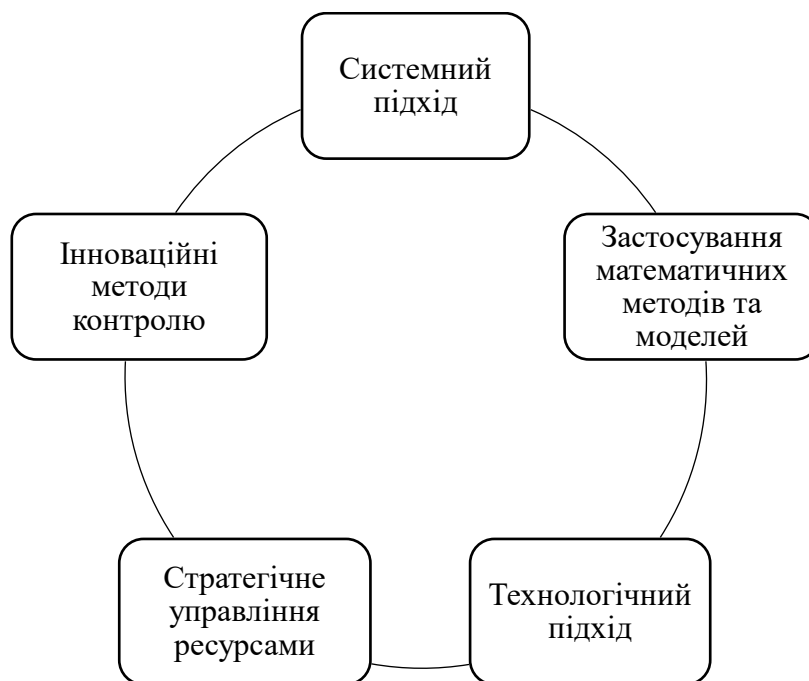 Системний
підхід
Застосування
математичних
методів та
моделей
Технологічний
підхід
Стратегічне
управління
ресурсами
Інноваційні
методи
контролю